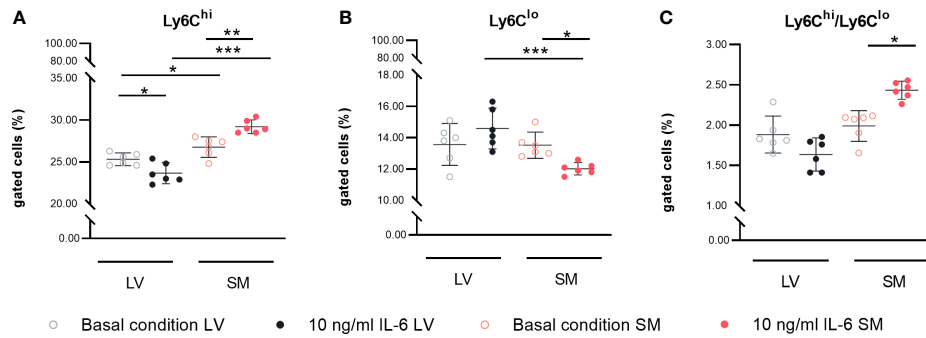 A
Ly6Chi
gated cells (%)
100.00
80.00
35.00
30.00
25.00
20.00
0.00
**
***
*
*
LV
SM
B
Ly6Clo
gated cells (%)
100.00
80.00
18.00
16.00
14.00
12.00
10.00
0.00
*
***
LV
SM
C
Ly6Chi/Ly6Clo
gated cells (%)
3.00
2.50
2.00
1.50
1.00
0.00
*
LV
SM
Basal condition LV
10 ng/ml IL-6 LV
Basal condition SM
10 ng/ml IL-6 SM